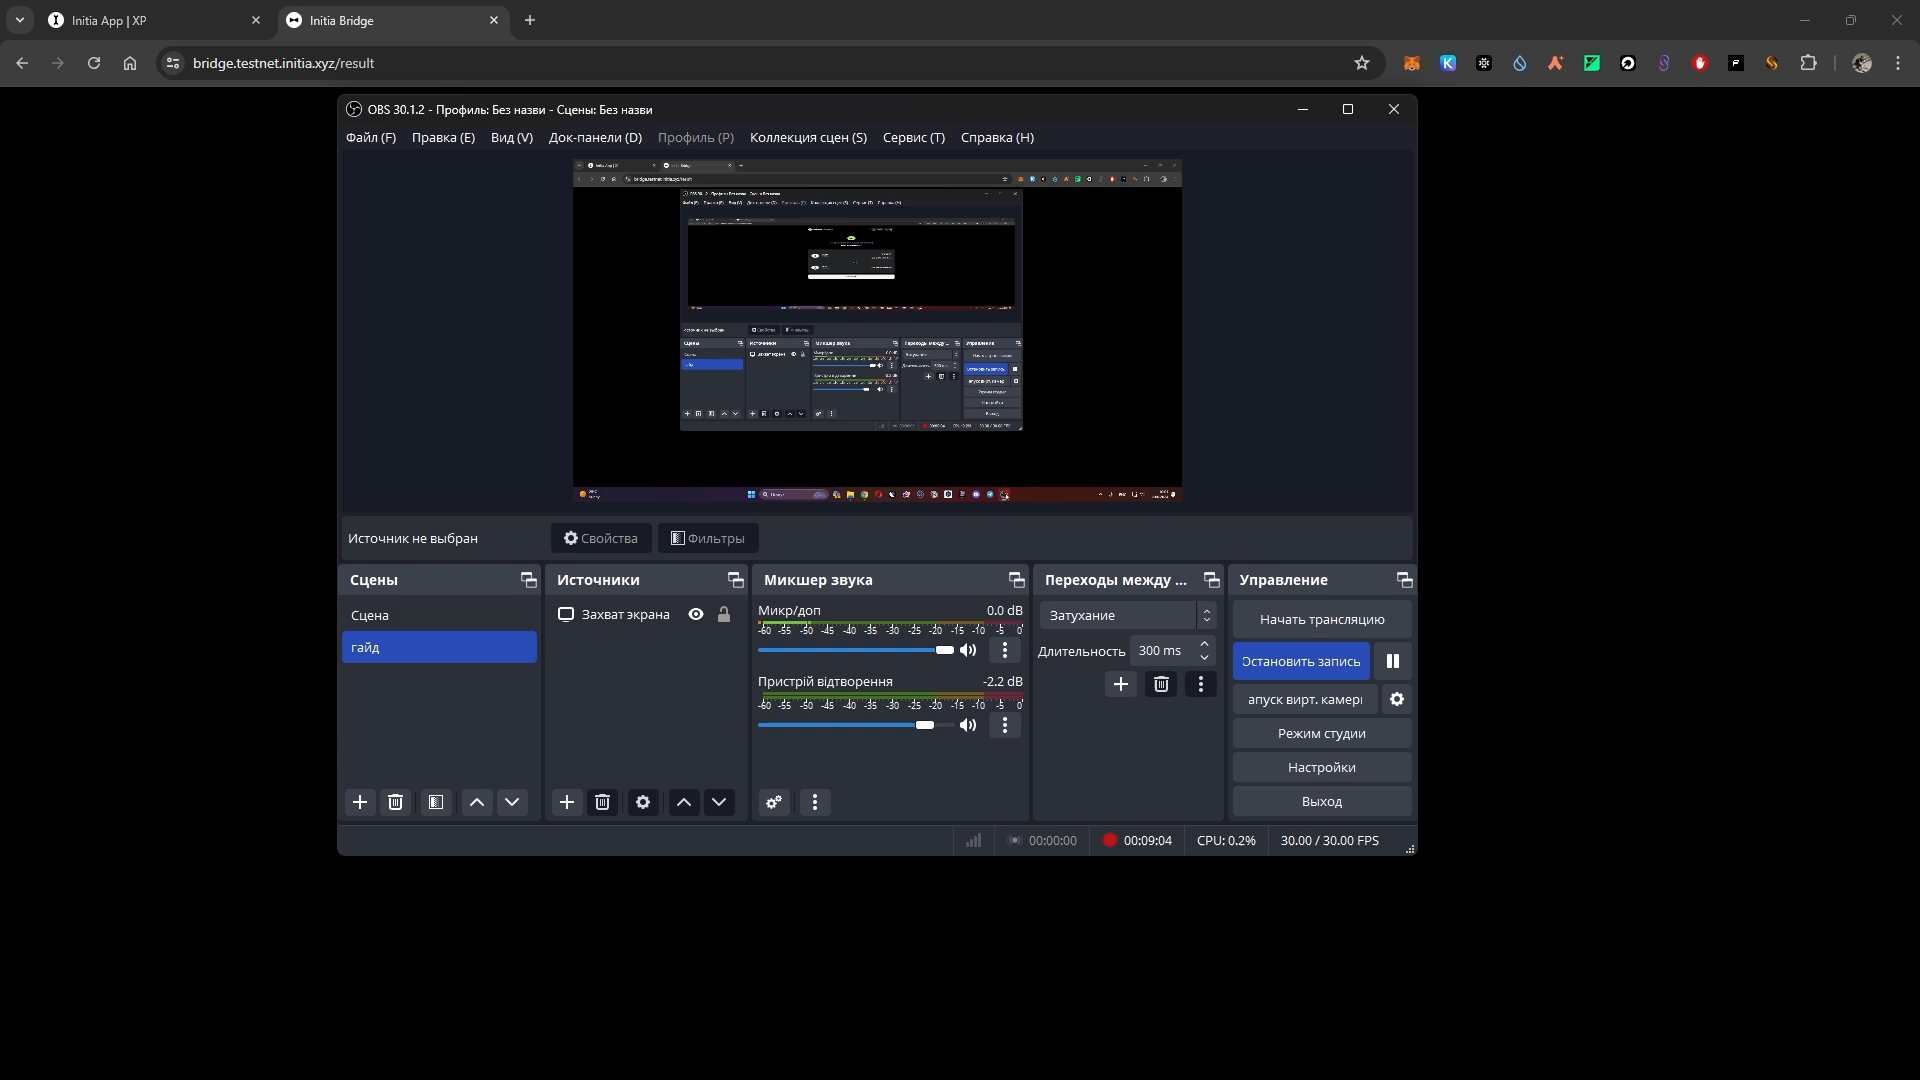 Initia App | XP
Initia Bridge
bridge.testnet.initia.xyz/result
OBS 30.1.2 - Профиль: Без назви - Сцены: Без назви
Файл (F) Правка (E) Вид (V) Док-панели (D) Профиль (P) Коллекция сцен (S) Сервис (T) Справка (H)
Источник не выбран
Свойства
Фильтры
Сцены
Сцена
гайд
Источники
Захват экрана
Микшер звука
Микр/доп 0.0 dB
-60 -55 -50 -45 -40 -35 -30 -25 -20 -15 -10 -5 0
Пристрій відтворення -2.2 dB
-60 -55 -50 -45 -40 -35 -30 -25 -20 -15 -10 -5 0
Переходы между ...
Затухание
Длительность 300 ms
Управление
Начать трансляцию
Остановить запись
апуск вирт. камеры
Режим студии
Настройки
Выход
00:00:00
00:09:04
CPU: 0.2%
30.00 / 30.00 FPS